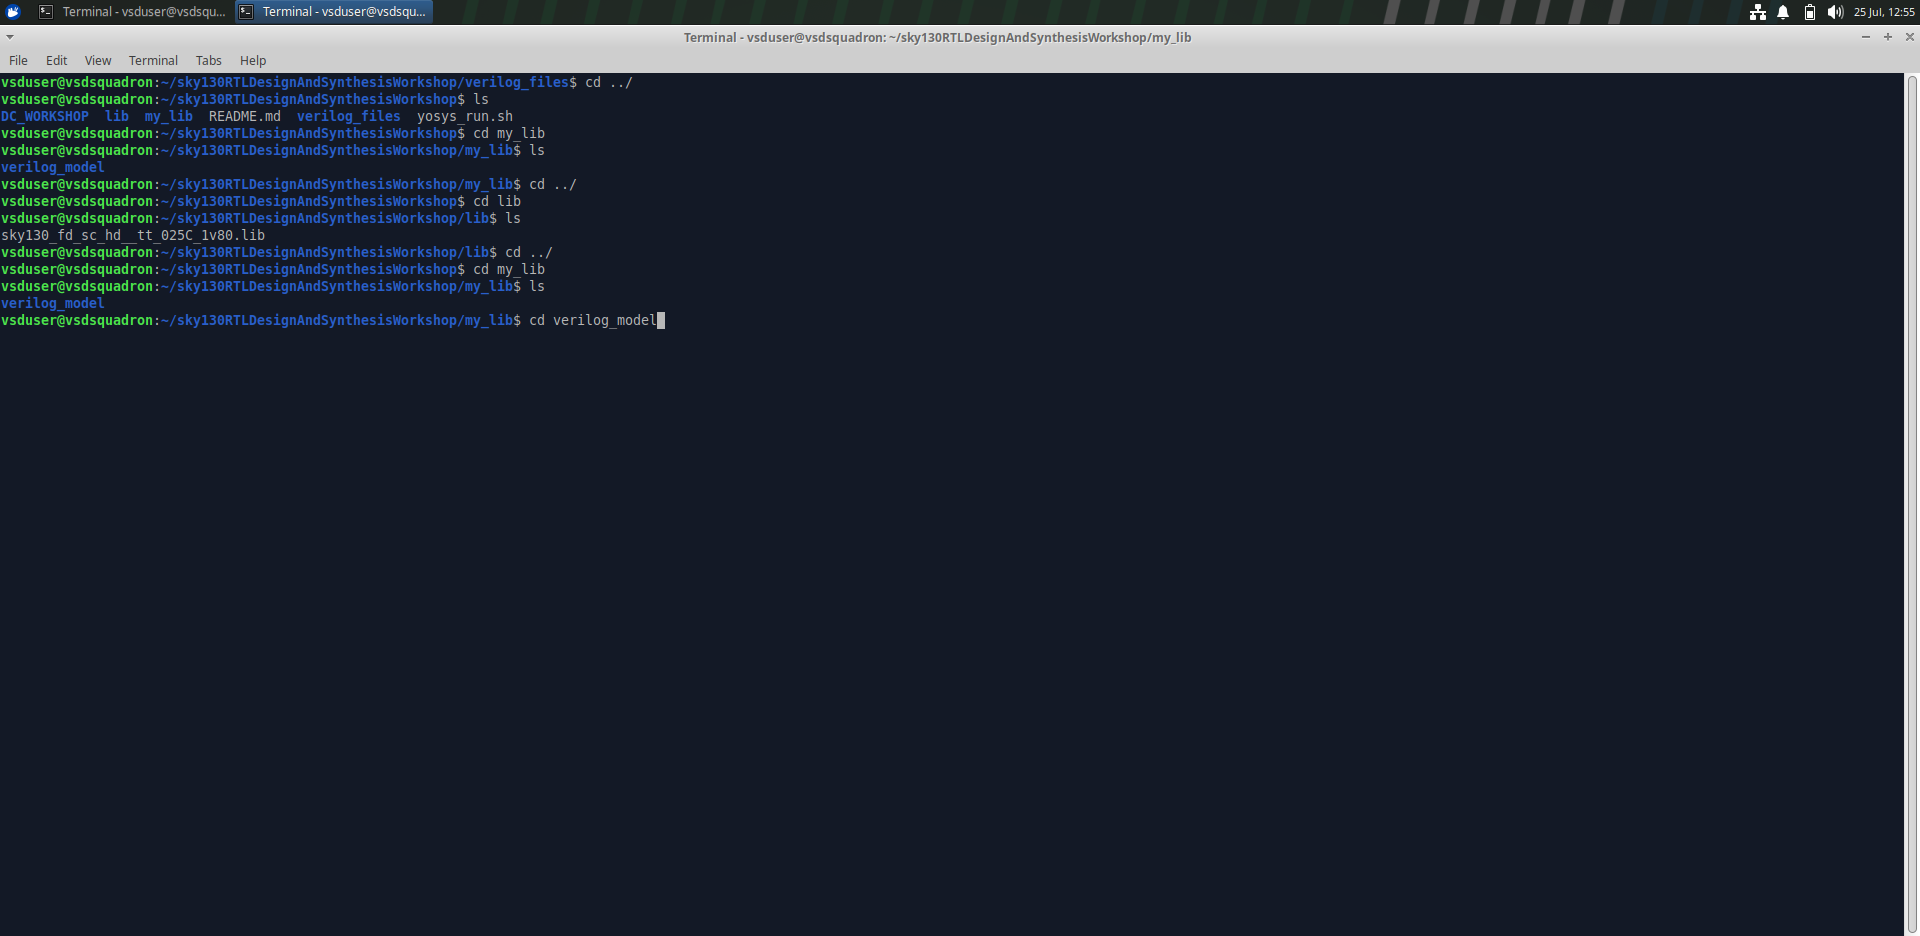 Terminal - vsduser@vsdsqu... Terminal - vsduser@vsdsqu... 25 Jul, 12:55
Terminal - vsduser@vsdsquadron: ~/sky130RTLDesignAndSynthesisWorkshop/my_lib
File Edit View Terminal Tabs Help
vsduser@vsdsquadron:~/sky130RTLDesignAndSynthesisWorkshop/verilog_files$ cd ../
vsduser@vsdsquadron:~/sky130RTLDesignAndSynthesisWorkshop$ ls
DC_WORKSHOP lib my_lib README.md verilog_files yosys_run.sh
vsduser@vsdsquadron:~/sky130RTLDesignAndSynthesisWorkshop$ cd my_lib
vsduser@vsdsquadron:~/sky130RTLDesignAndSynthesisWorkshop/my_lib$ ls
verilog_model
vsduser@vsdsquadron:~/sky130RTLDesignAndSynthesisWorkshop/my_lib$ cd ../
vsduser@vsdsquadron:~/sky130RTLDesignAndSynthesisWorkshop$ cd lib
vsduser@vsdsquadron:~/sky130RTLDesignAndSynthesisWorkshop/lib$ ls
sky130_fd_sc_hd__tt_025C_1v80.lib
vsduser@vsdsquadron:~/sky130RTLDesignAndSynthesisWorkshop/lib$ cd ../
vsduser@vsdsquadron:~/sky130RTLDesignAndSynthesisWorkshop$ cd my_lib
vsduser@vsdsquadron:~/sky130RTLDesignAndSynthesisWorkshop/my_lib$ ls
verilog_model
vsduser@vsdsquadron:~/sky130RTLDesignAndSynthesisWorkshop/my_lib$ cd verilog_model